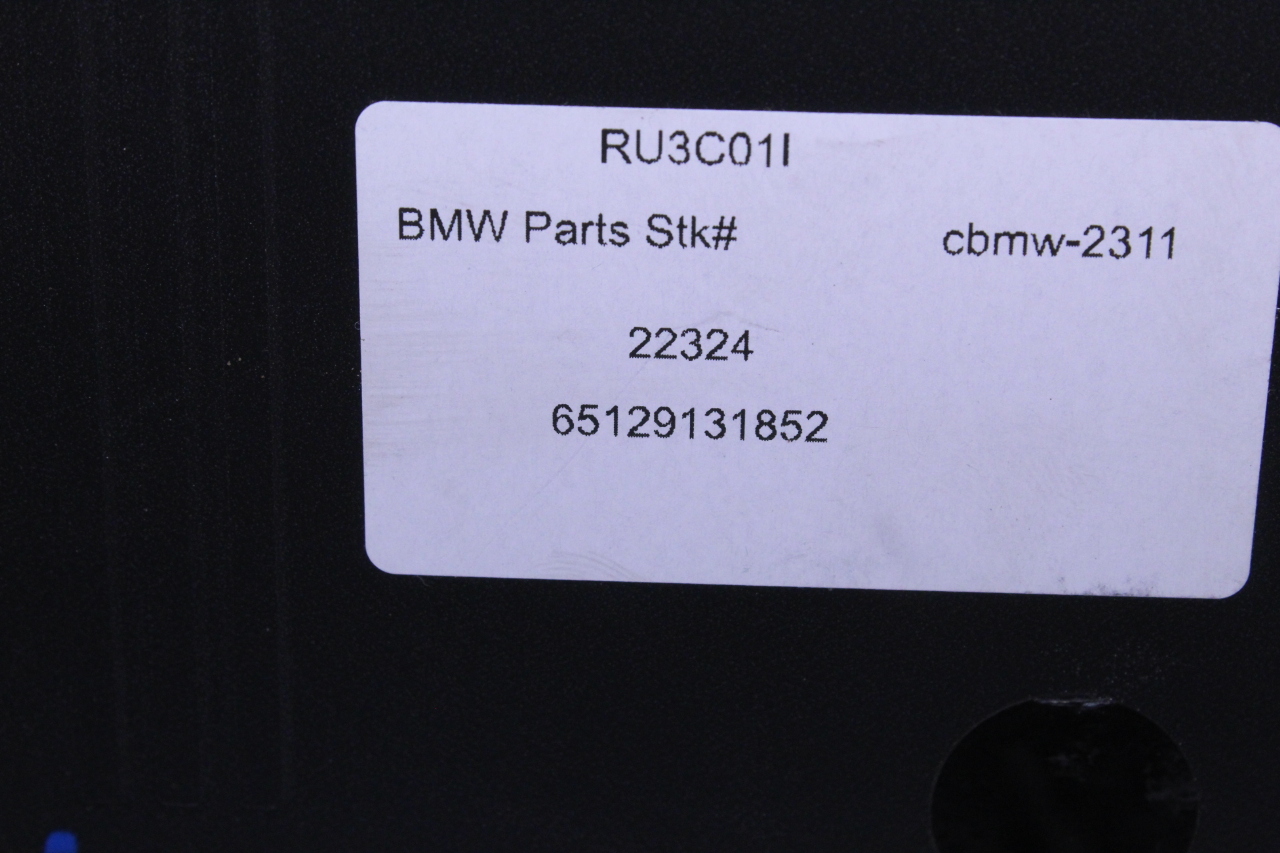 RU3C01I
BMW Parts Stk# cbmw-2311
22324
65129131852